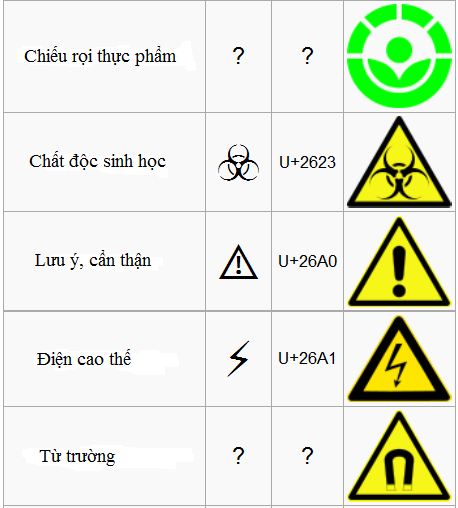 Chiếu rọi thực phẩm ? ?
Chất độc sinh học ☣ U+2623
Lưu ý, cẩn thận ⚠ U+26A0
Điện cao thế ⚡ U+26A1
Từ trường ? ?